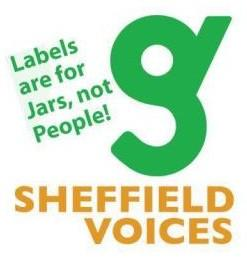 Labels
are for
Jars, not
People!
SHEFFIELD
VOICES